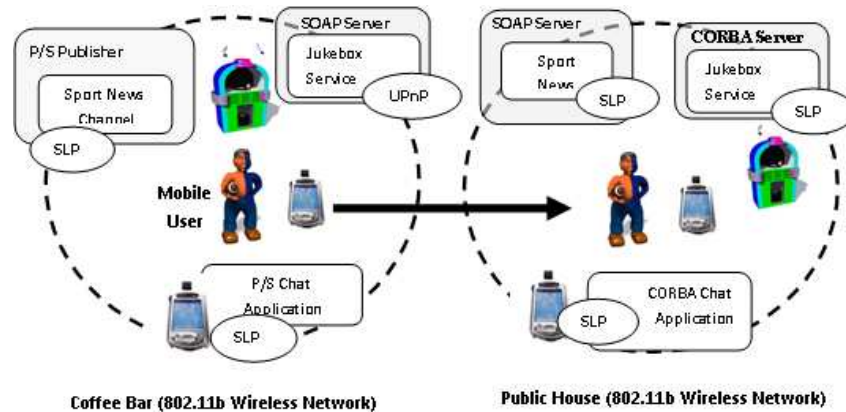 P/S Publisher
Sport News
Channel
SLP
SOAP Server
Jukebox
Service
UPnP
Mobile
User
P/S Chat
Application
SLP
Coffee Bar (802.11b Wireless Network)
SOAP Server
Sport
News
SLP
CORBA Server
Jukebox
Service
SLP
CORBA Chat
Application
SLP
Public House (802.11b Wireless Network)